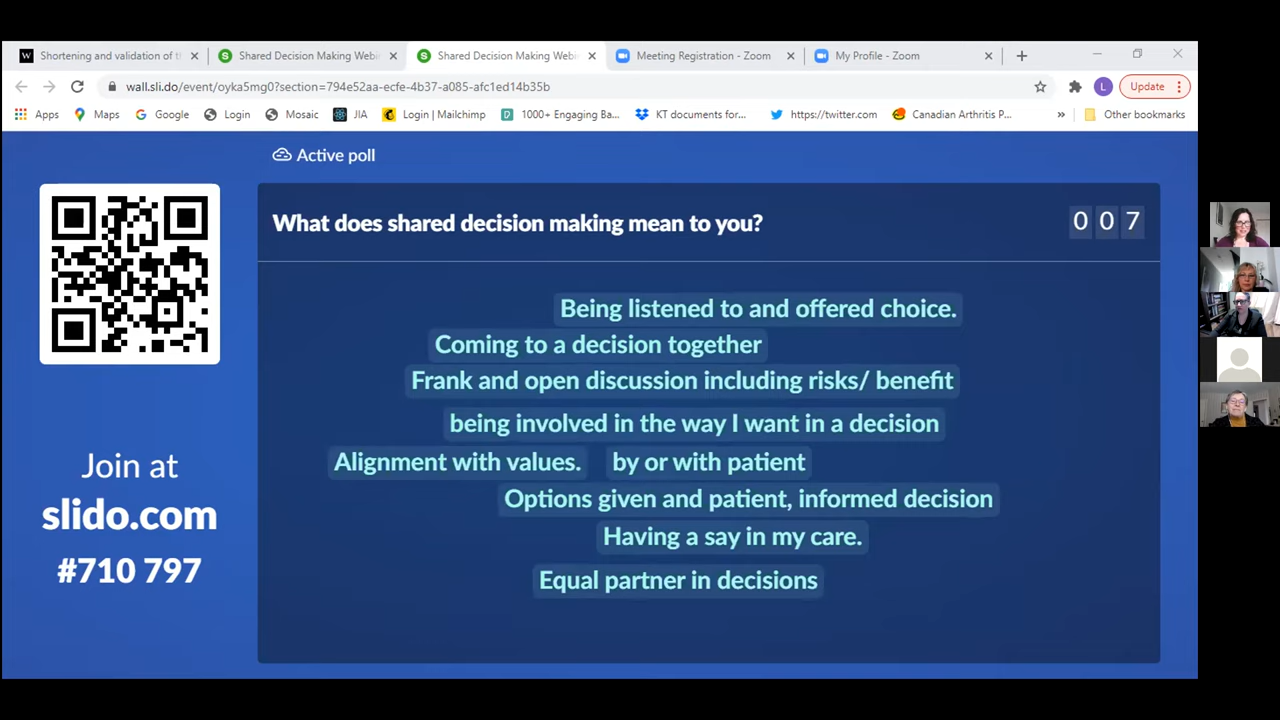 Shortening and validation of t
Shared Decision Making Webi
Shared Decision Making Webi
Meeting Registration - Zoom
My Profile - Zoom
wall.sli.do/event/oyka5mg0?section=794e52aa-ecfe-4b37-a085-afc1ed14b35b
L
Update
Apps
Maps
Google
Login
Mosaic
JIA
Login | Mailchimp
1000+ Engaging Ba...
KT documents for...
https://twitter.com
Canadian Arthritis P...
»
Other bookmarks
Active poll
What does shared decision making mean to you?
007
Being listened to and offered choice.
Coming to a decision together
Frank and open discussion including risks/ benefit
being involved in the way I want in a decision
Alignment with values. by or with patient
Options given and patient, informed decision
Having a say in my care.
Equal partner in decisions
Join at
slido.com
#710 797